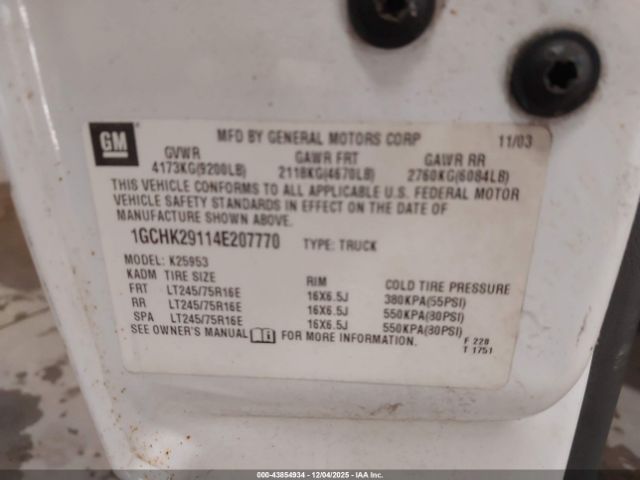 GM
MFD BY GENERAL MOTORS CORP 11/03
GVWR GAWR FRT GAWR RR
4173KG(9200LB) 2118KG(4670LB) 2760KG(6084LB)
THIS VEHICLE CONFORMS TO ALL APPLICABLE U.S. FEDERAL MOTOR
VEHICLE SAFETY STANDARDS IN EFFECT ON THE DATE OF
MANUFACTURE SHOWN ABOVE.
1GCHK29114E207770 TYPE: TRUCK
MODEL: K25953
KADM TIRE SIZE RIM COLD TIRE PRESSURE
FRT LT245/75R16E 16X6.5J 380KPA(55PSI)
RR LT245/75R16E 16X6.5J 550KPA(80PSI)
SPA LT245/75R16E 16X6.5J 550KPA(80PSI)
SEE OWNER'S MANUAL FOR MORE INFORMATION.
F 228
T 1751
000-43854934 - 12/04/2025 - IAA Inc.